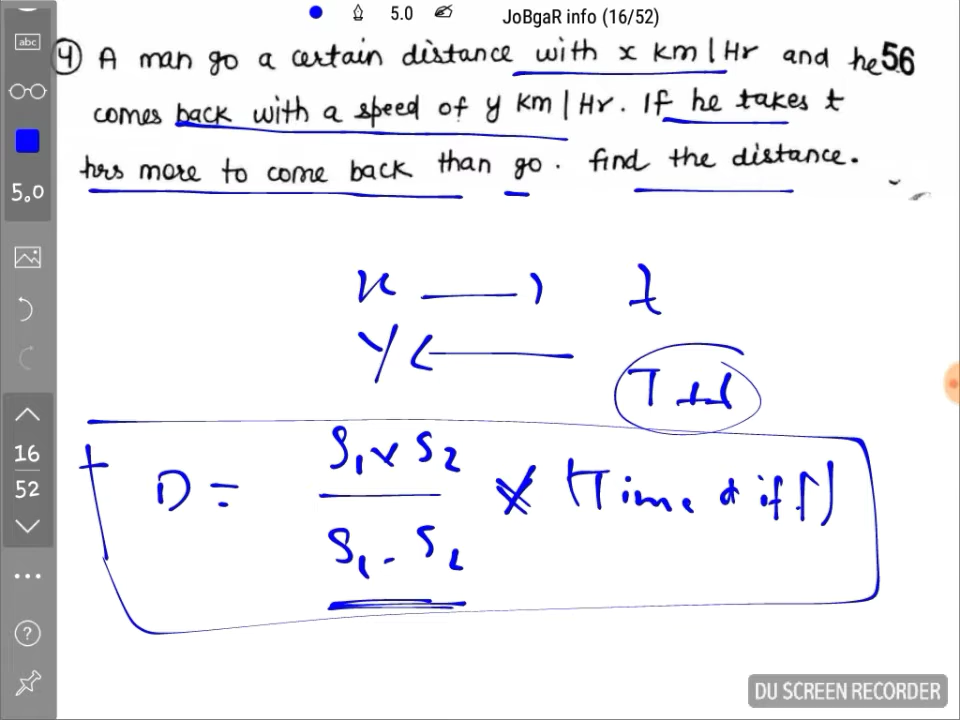 5.0 JoBgaR info (16/52)
abc
④ A man go a certain distance with x km/Hr and he 56
comes back with a speed of y km/Hr. If he takes t
hrs more to come back than go. find the distance.
5.0
x t
y
T
16
52
D = S1 x S2 / S1 - S2 x (Time diff)
DU SCREEN RECORDER